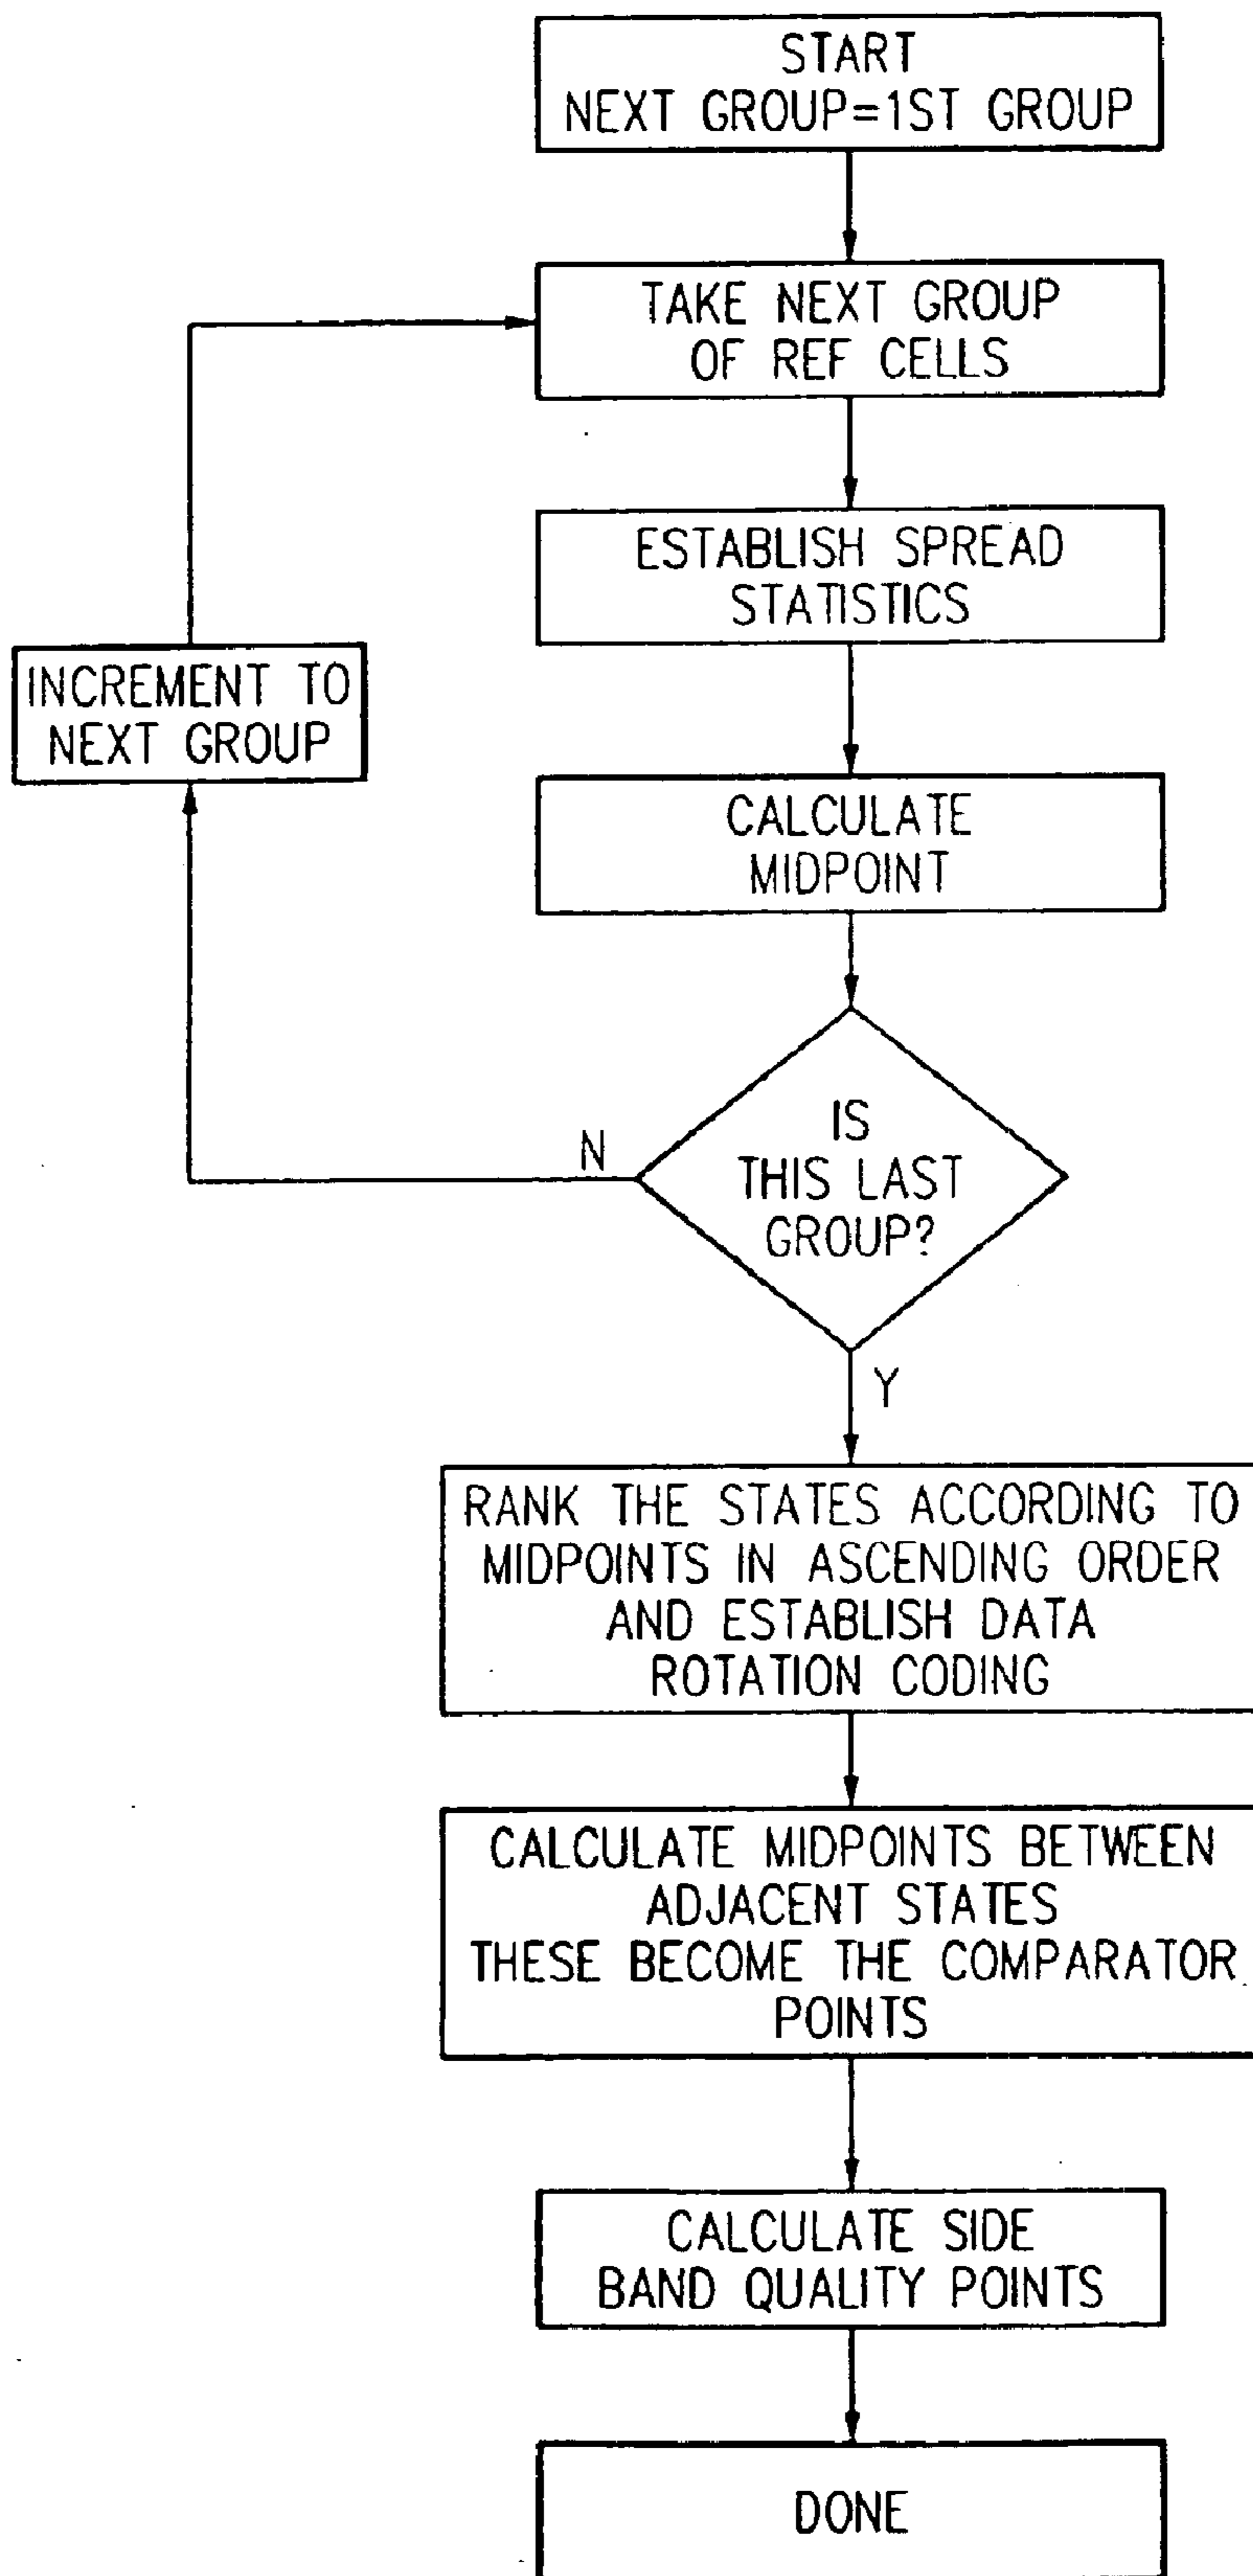 START
NEXT GROUP=1ST GROUP
TAKE NEXT GROUP
OF REF CELLS
ESTABLISH SPREAD
STATISTICS
INCREMENT TO
NEXT GROUP
CALCULATE
MIDPOINT
IS
THIS LAST
GROUP?
N
Y
RANK THE STATES ACCORDING TO
MIDPOINTS IN ASCENDING ORDER
AND ESTABLISH DATA
ROTATION CODING
CALCULATE MIDPOINTS BETWEEN
ADJACENT STATES
THESE BECOME THE COMPARATOR
POINTS
CALCULATE SIDE
BAND QUALITY POINTS
DONE